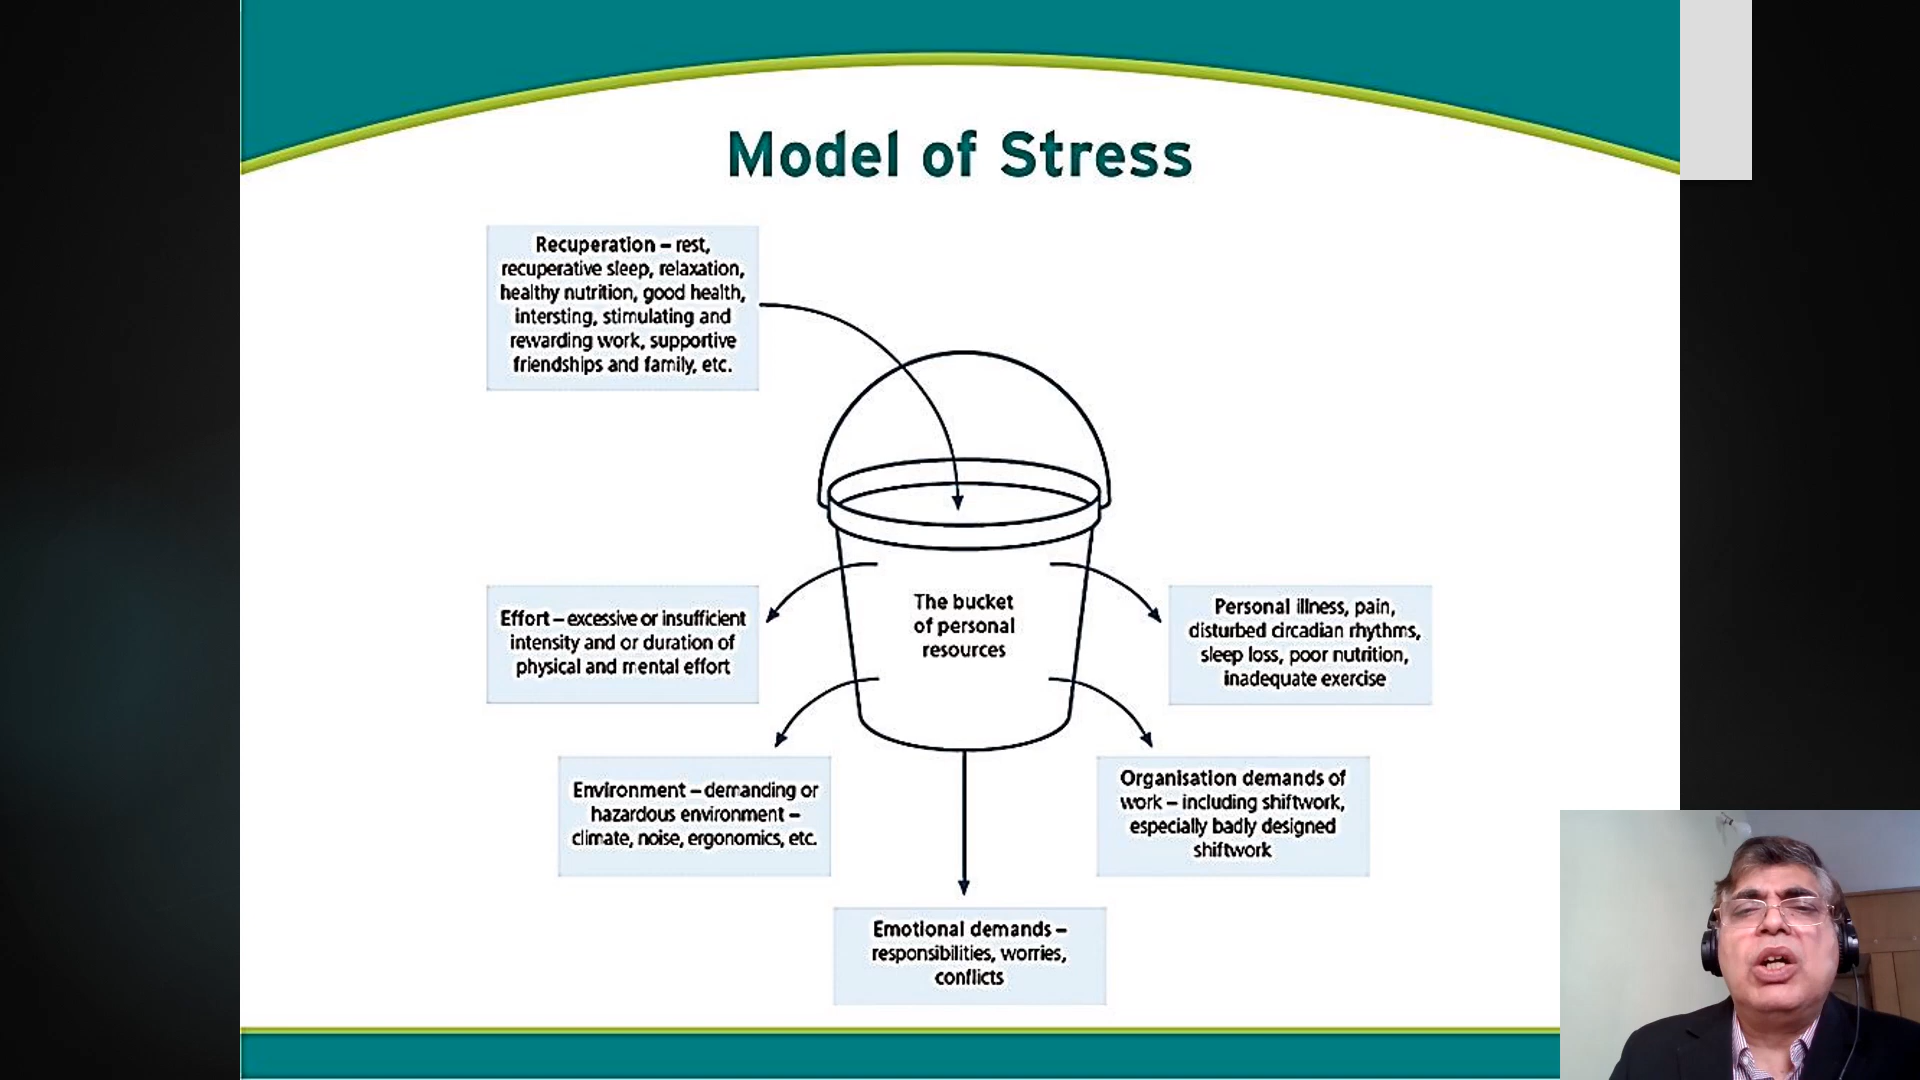 Model of Stress
Recuperation – rest,
recuperative sleep, relaxation,
healthy nutrition, good health,
intersting, stimulating and
rewarding work, supportive
friendships and family, etc.
The bucket
of personal
resources
Effort – excessive or insufficient
intensity and or duration of
physical and mental effort
Personal illness, pain,
disturbed circadian rhythms,
sleep loss, poor nutrition,
inadequate exercise
Environment – demanding or
hazardous environment –
climate, noise, ergonomics, etc.
Organisation demands of
work – including shiftwork,
especially badly designed
shiftwork
Emotional demands –
responsibilities, worries,
conflicts